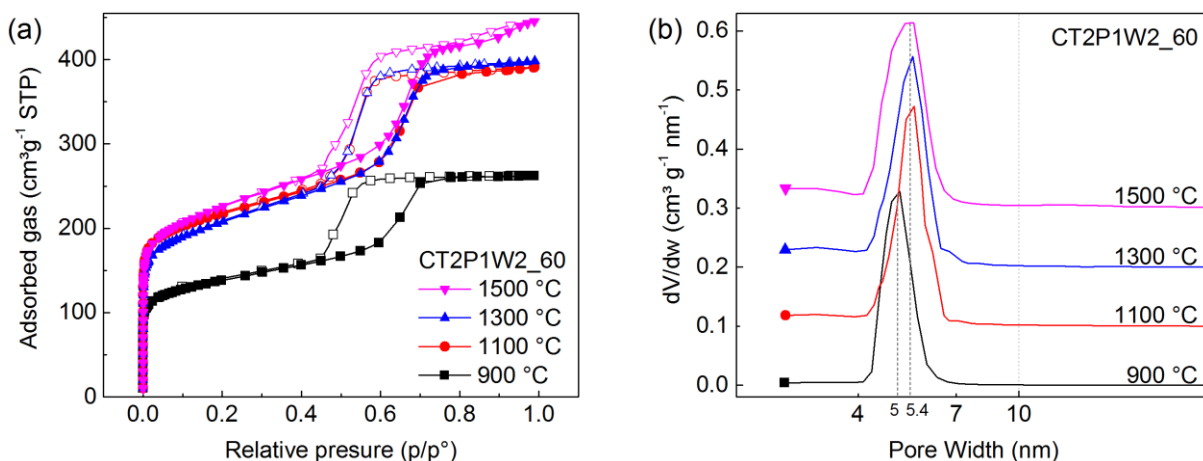 (a)
Adsorbed gas (cm³g⁻¹ STP)
400
300
200
100
0
CT2P1W2_60
1500 °C
1300 °C
1100 °C
900 °C
0.0 0.2 0.4 0.6 0.8 1.0
Relative presure (p/p°)
(b)
CT2P1W2_60
dV/dw (cm³ g⁻¹ nm⁻¹)
0.6
0.5
0.4
0.3
0.2
0.1
0.0
1500 °C
1300 °C
1100 °C
900 °C
4 5 5.4 7 10
Pore Width (nm)